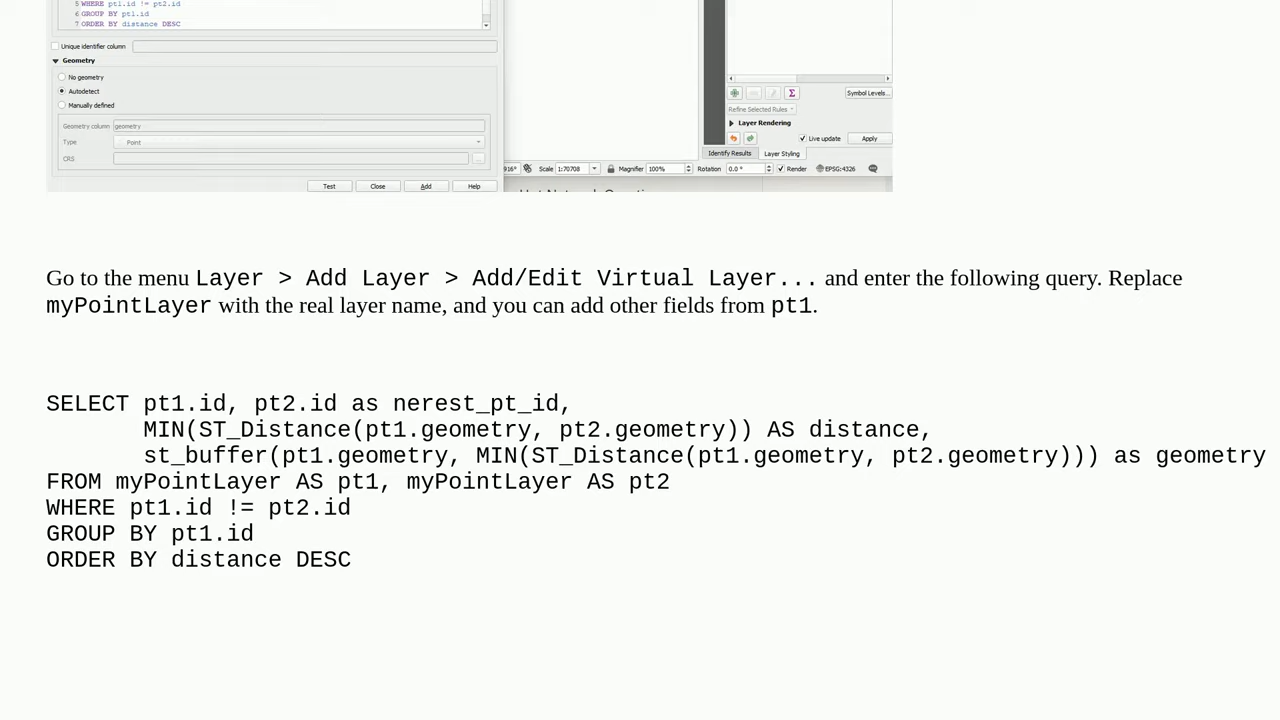 5 WHERE pt1.id != pt2.id
6 GROUP BY pt1.id
7 ORDER BY distance DESC
Unique identifier column
Geometry
No geometry
Autodetect
Manually defined
Geometry column geometry
Type Point
CRS ...
Test Close Add Help
Symbol Levels...
Refine Selected Rules
Layer Rendering
Live update Apply
Identify Results Layer Styling
916° Scale 1:70708 Magnifier 100% Rotation 0.0 ° Render EPSG:4326
Go to the menu Layer > Add Layer > Add/Edit Virtual Layer... and enter the following query. Replace
myPointLayer with the real layer name, and you can add other fields from pt1.
SELECT pt1.id, pt2.id as nerest_pt_id,
MIN(ST_Distance(pt1.geometry, pt2.geometry)) AS distance,
st_buffer(pt1.geometry, MIN(ST_Distance(pt1.geometry, pt2.geometry))) as geometry
FROM myPointLayer AS pt1, myPointLayer AS pt2
WHERE pt1.id != pt2.id
GROUP BY pt1.id
ORDER BY distance DESC